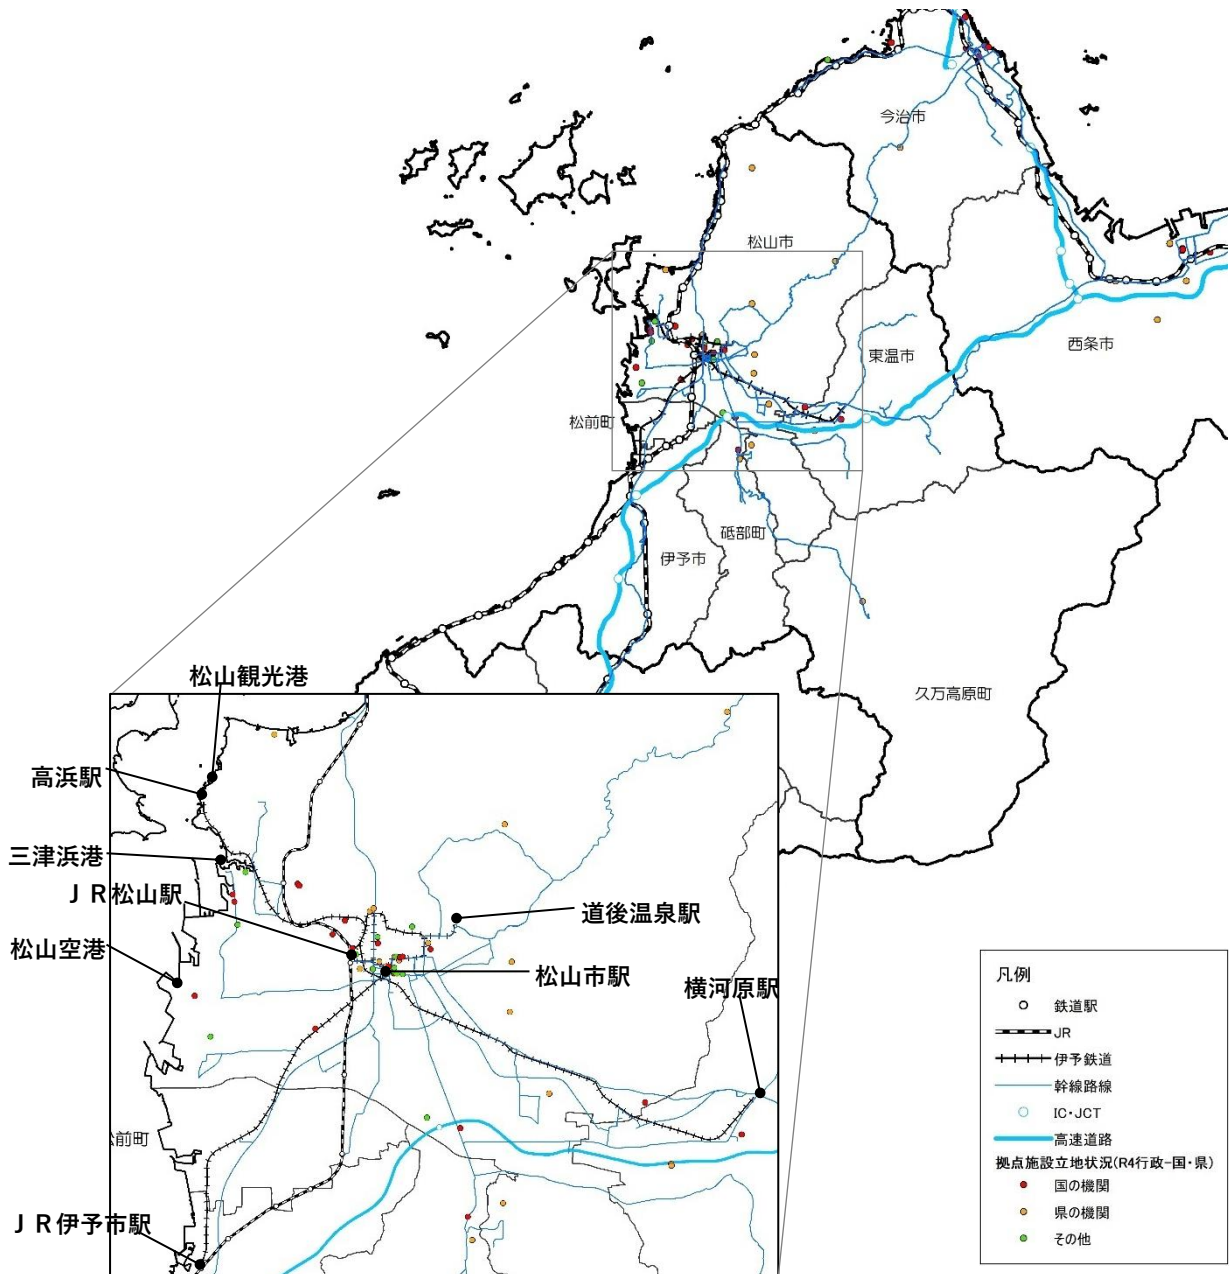 今治市
松山市
東温市
西条市
松前町
砥部町
伊予市
久万高原町
松山観光港
高浜駅
三津浜港
ＪＲ松山駅
道後温泉駅
松山空港
松山市駅
横河原駅
前町
ＪＲ伊予市駅
凡例
鉄道駅
JR
伊予鉄道
幹線路線
IC・JCT
高速道路
拠点施設立地状況(R4行政-国・県)
国の機関
県の機関
その他